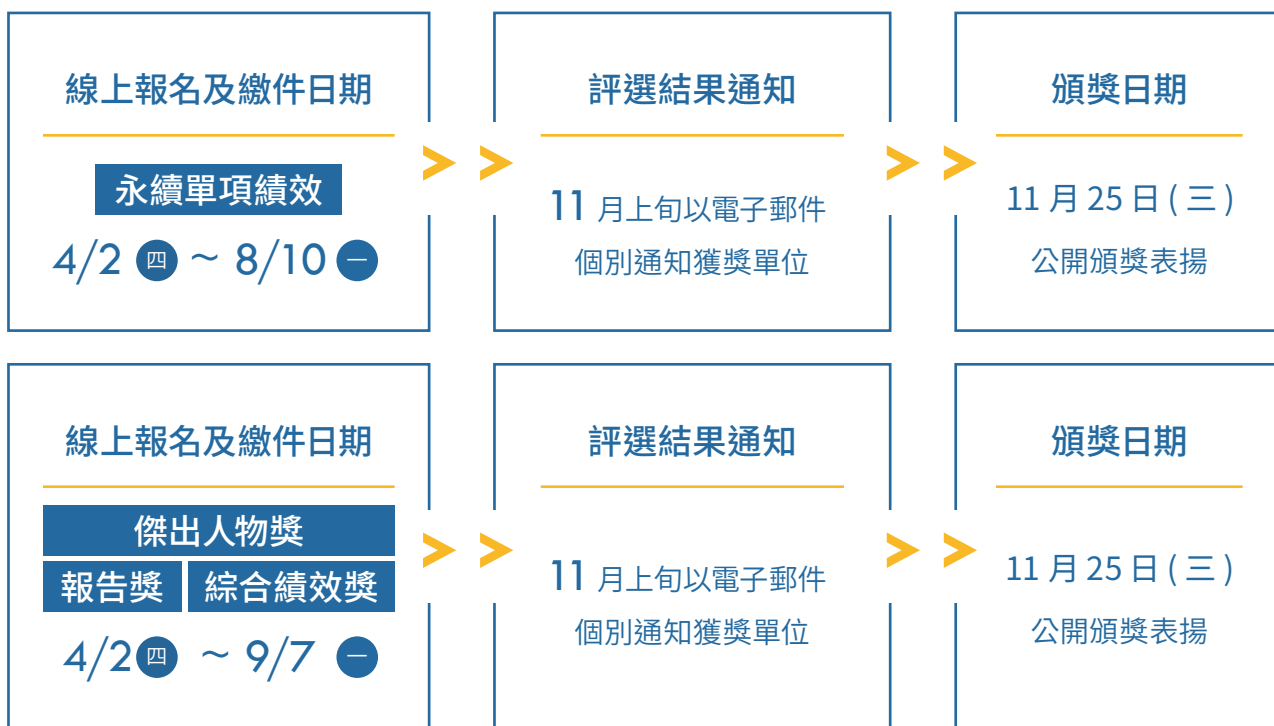 線上報名及繳件日期
永續單項績效
4/2 四 ~ 8/10 一
評選結果通知
11 月上旬以電子郵件
個別通知獲獎單位
頒獎日期
11 月 25 日 ( 三 )
公開頒獎表揚
線上報名及繳件日期
傑出人物獎
報告獎 綜合績效獎
4/2 四 ~ 9/7 一
評選結果通知
11 月上旬以電子郵件
個別通知獲獎單位
頒獎日期
11 月 25 日 ( 三 )
公開頒獎表揚